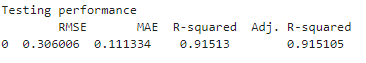 Testing performance
RMSE MAE R-squared Adj. R-squared
0 0.306006 0.111334 0.91513 0.915105